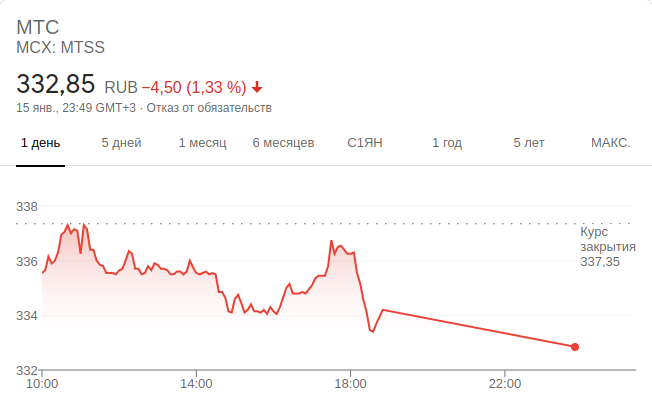 МТС
MCX: MTSS
332,85 RUB −4,50 (1,33 %)
15 янв., 23:49 GMT+3 · Отказ от обязательств
1 день 5 дней 1 месяц 6 месяцев С1ЯН 1 год 5 лет МАКС.
338
Курс
закрытия
337,35
336
334
332
10:00 14:00 18:00 22:00